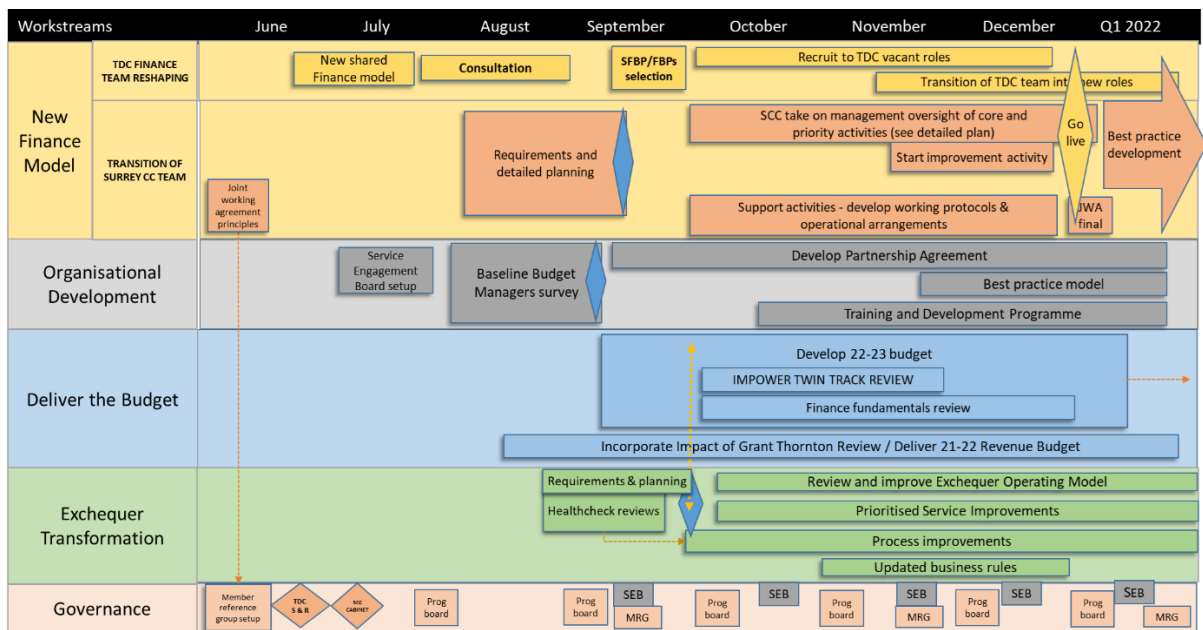 Workstreams June July August September October November December Q1 2022
New
Finance
Model
TDC FINANCE
TEAM RESHAPING
New shared
Finance model
Consultation
SFBP/FBPs
selection
Recruit to TDC vacant roles
Transition of TDC team into new roles
TRANSITION OF
SURREY CC TEAM
Joint
working
agreement
principles
Requirements and
detailed planning
SCC take on management oversight of core and
priority activities (see detailed plan)
Start improvement activity
Support activities - develop working protocols &
operational arrangements
Go
live
JWA
final
Best practice
development
Organisational
Development
Service
Engagement
Board setup
Baseline Budget
Managers survey
Develop Partnership Agreement
Best practice model
Training and Development Programme
Deliver the Budget
Develop 22-23 budget
IMPOWER TWIN TRACK REVIEW
Finance fundamentals review
Incorporate Impact of Grant Thornton Review / Deliver 21-22 Revenue Budget
Exchequer
Transformation
Requirements & planning
Healthcheck reviews
Review and improve Exchequer Operating Model
Prioritised Service Improvements
Process improvements
Updated business rules
Governance
Member
reference
group setup
TDC
S & R
SCC
CABINET
Prog
board
Prog
board
SEB
MRG
Prog
board
SEB
Prog
board
SEB
MRG
Prog
board
SEB
Prog
board
SEB
MRG